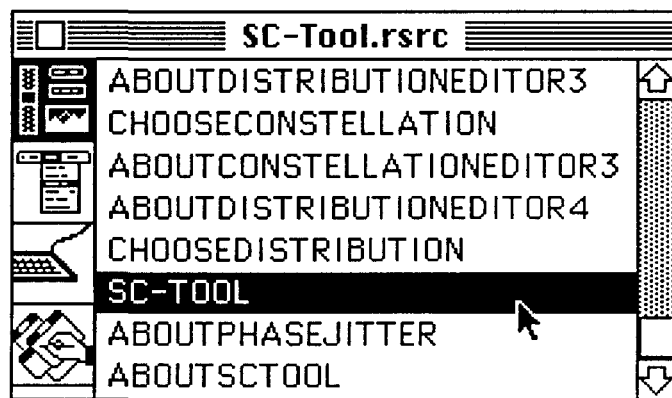 SC-Tool.rsrc
ABOUTDISTRIBUTIONEDITOR3
CHOOSECONSTELLATION
ABOUTCONSTELLATIONEDITOR3
ABOUTDISTRIBUTIONEDITOR4
CHOOSEDISTRIBUTION
SC-TOOL
ABOUTPHASEJITTER
ABOUTSCTOOL